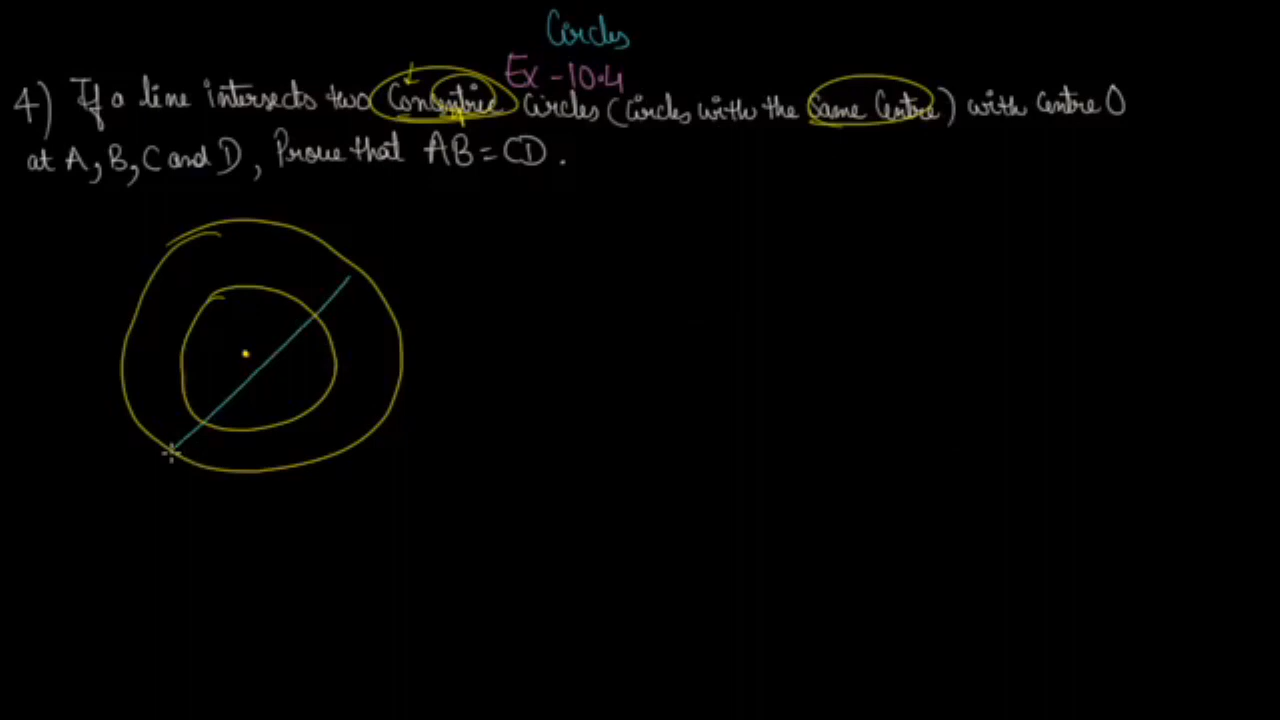 Circles
Ex-10.4
4) If a line intersects two Concentric Circles (Circles with the Same Centre) with Centre O
at A, B, C and D, Prove that AB = CD.